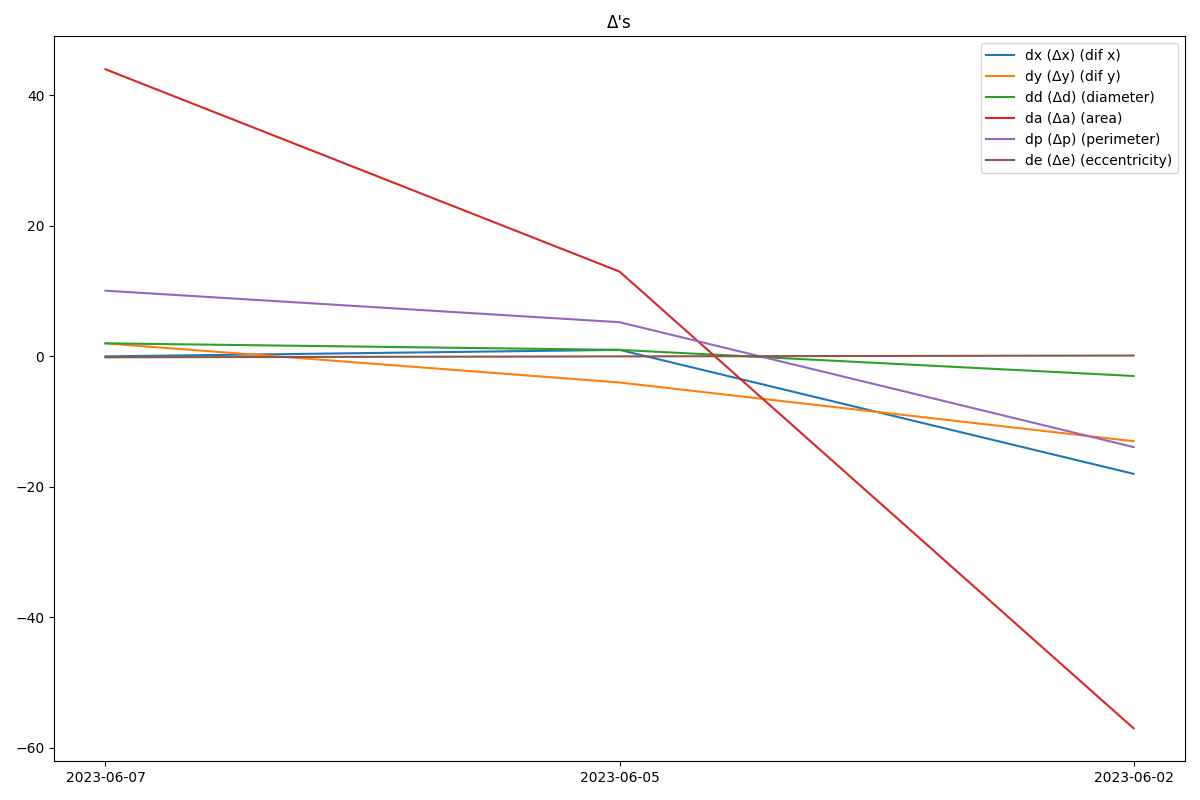 Δ's
dx (Δx) (dif x)
dy (Δy) (dif y)
dd (Δd) (diameter)
da (Δa) (area)
dp (Δp) (perimeter)
de (Δe) (eccentricity)
40
20
0
−20
−40
−60
2023-06-07
2023-06-05
2023-06-02